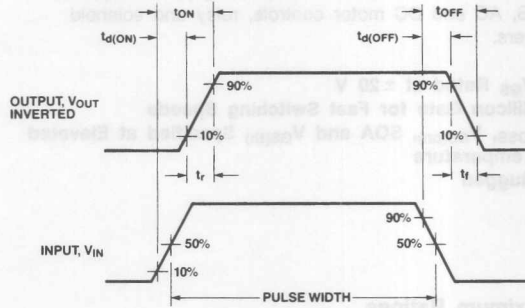 tON
tOFF
td(ON)
td(OFF)
OUTPUT, VOUT
INVERTED
90%
90%
10%
10%
tr
tf
INPUT, VIN
90%
50%
50%
10%
PULSE WIDTH